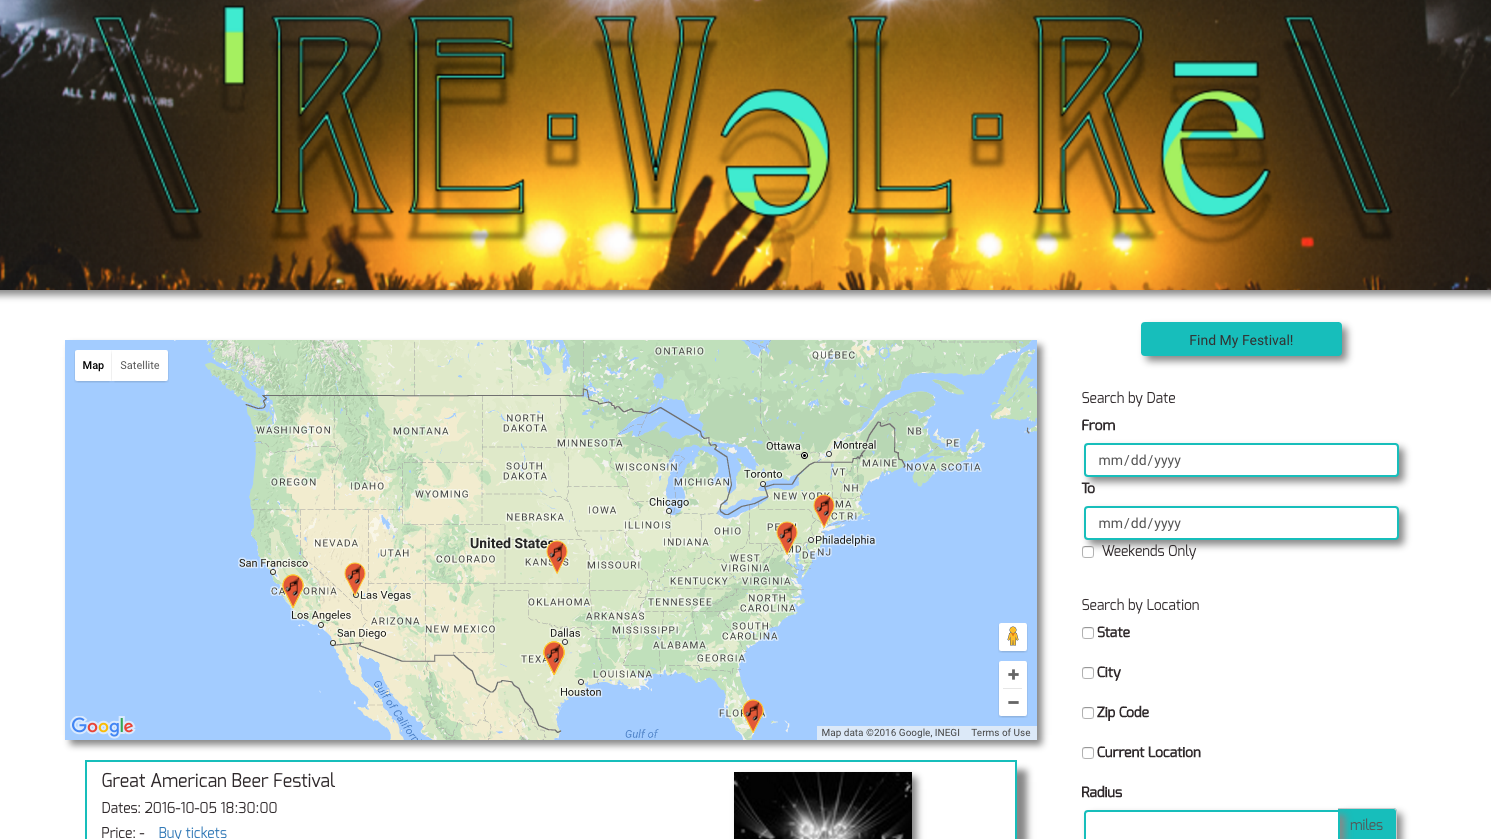 \'RE·VəL·Rē\
ALL I AM IS YOURS
Find My Festival!
Map
Satellite
ONTARIO
QUÉBEC
WASHINGTON
MONTANA
NORTH
DAKOTA
MINNESOTA
Ottawa
Montreal
NB
PE
VT
MAINE
NOVA SCOTIA
SOUTH
DAKOTA
WISCONSIN
MICHIGAN
Toronto
OREGON
IDAHO
WYOMING
NH
NEW YORK
MA
CT RI
Chicago
IOWA
NEBRASKA
ILLINOIS
OHIO
Philadelphia
INDIANA
MD
DE
NJ
NEVADA
UTAH
United States
COLORADO
KANSAS
MISSOURI
WEST
VIRGINIA
San Francisco
KENTUCKY
VIRGINIA
Las Vegas
OKLAHOMA
TENNESSEE
NORTH
CAROLINA
Los Angeles
ARIZONA
NEW MEXICO
ARKANSAS
MISSISSIPPI
SOUTH
CAROLINA
San Diego
Dallas
ALABAMA
GEORGIA
LOUISIANA
Houston
Gulf of California
Gulf of
Google
Map data ©2016 Google, INEGI
Terms of Use
Search by Date
From
mm/dd/yyyy
To
mm/dd/yyyy
Weekends Only
Search by Location
State
City
Zip Code
Current Location
Radius
miles
Great American Beer Festival
Dates: 2016-10-05 18:30:00
Price: - Buy tickets